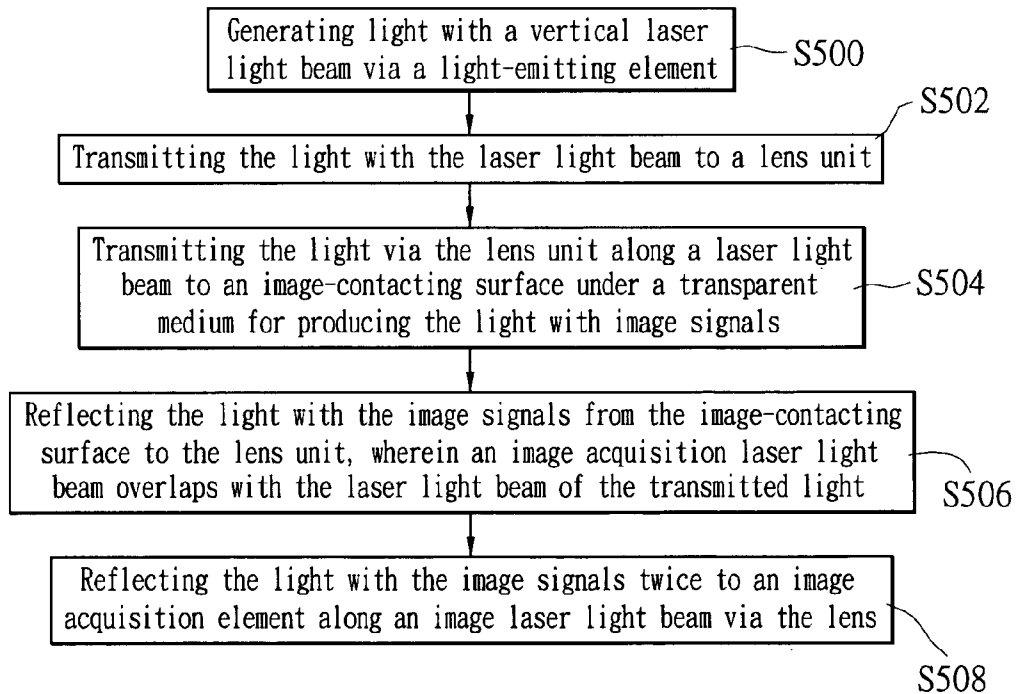 Generating light with a vertical laser
light beam via a light-emitting element
S500
S502
Transmitting the light with the laser light beam to a lens unit
Transmitting the light via the lens unit along a laser light
beam to an image-contacting surface under a transparent
medium for producing the light with image signals
S504
Reflecting the light with the image signals from the image-contacting
surface to the lens unit, wherein an image acquisition laser light
beam overlaps with the laser light beam of the transmitted light
S506
Reflecting the light with the image signals twice to an image
acquisition element along an image laser light beam via the lens
S508